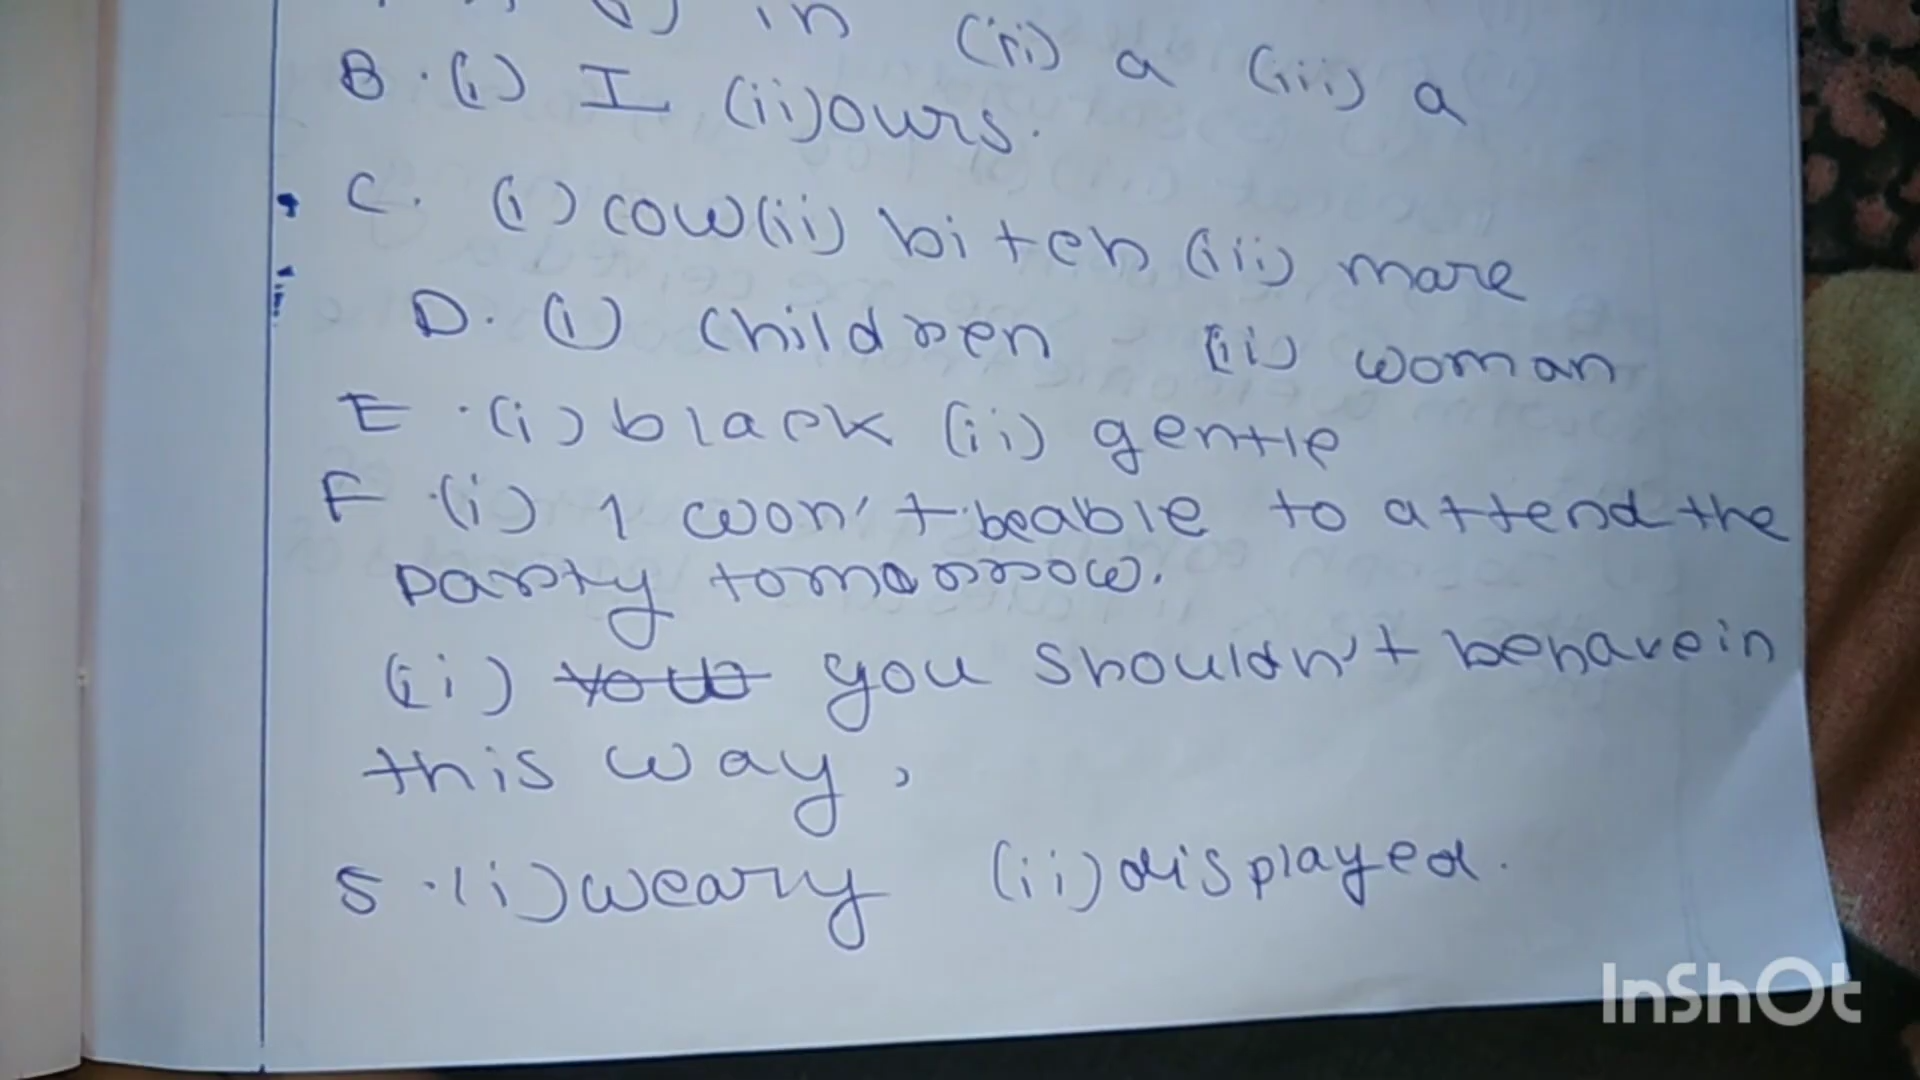 in (ii) a (iii) a
B. (i) I (ii) ours.
C. (i) cow (ii) bitch (iii) mare
D. (i) children (ii) woman
E. (i) black (ii) gentle
F. (i) I won't be able to attend the
party tomorrow.
(ii) you shouldn't behave in
this way,
5. (i) weary (ii) displayed.
InShOt